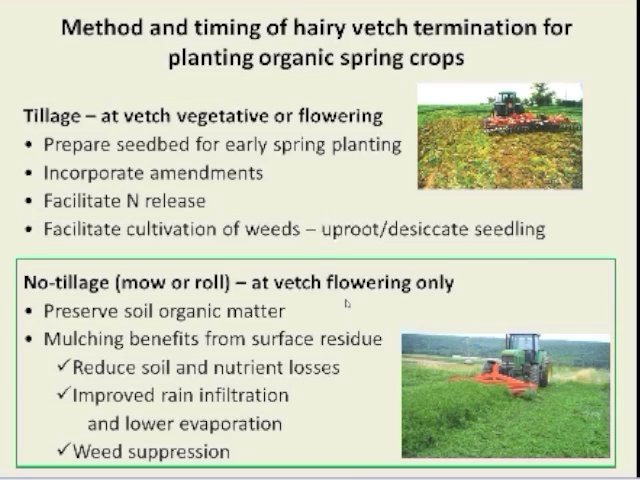 Method and timing of hairy vetch termination for
planting organic spring crops
Tillage – at vetch vegetative or flowering
• Prepare seedbed for early spring planting
• Incorporate amendments
• Facilitate N release
• Facilitate cultivation of weeds – uproot/desiccate seedling
No-tillage (mow or roll) – at vetch flowering only
• Preserve soil organic matter
• Mulching benefits from surface residue
✓Reduce soil and nutrient losses
✓Improved rain infiltration
and lower evaporation
✓Weed suppression